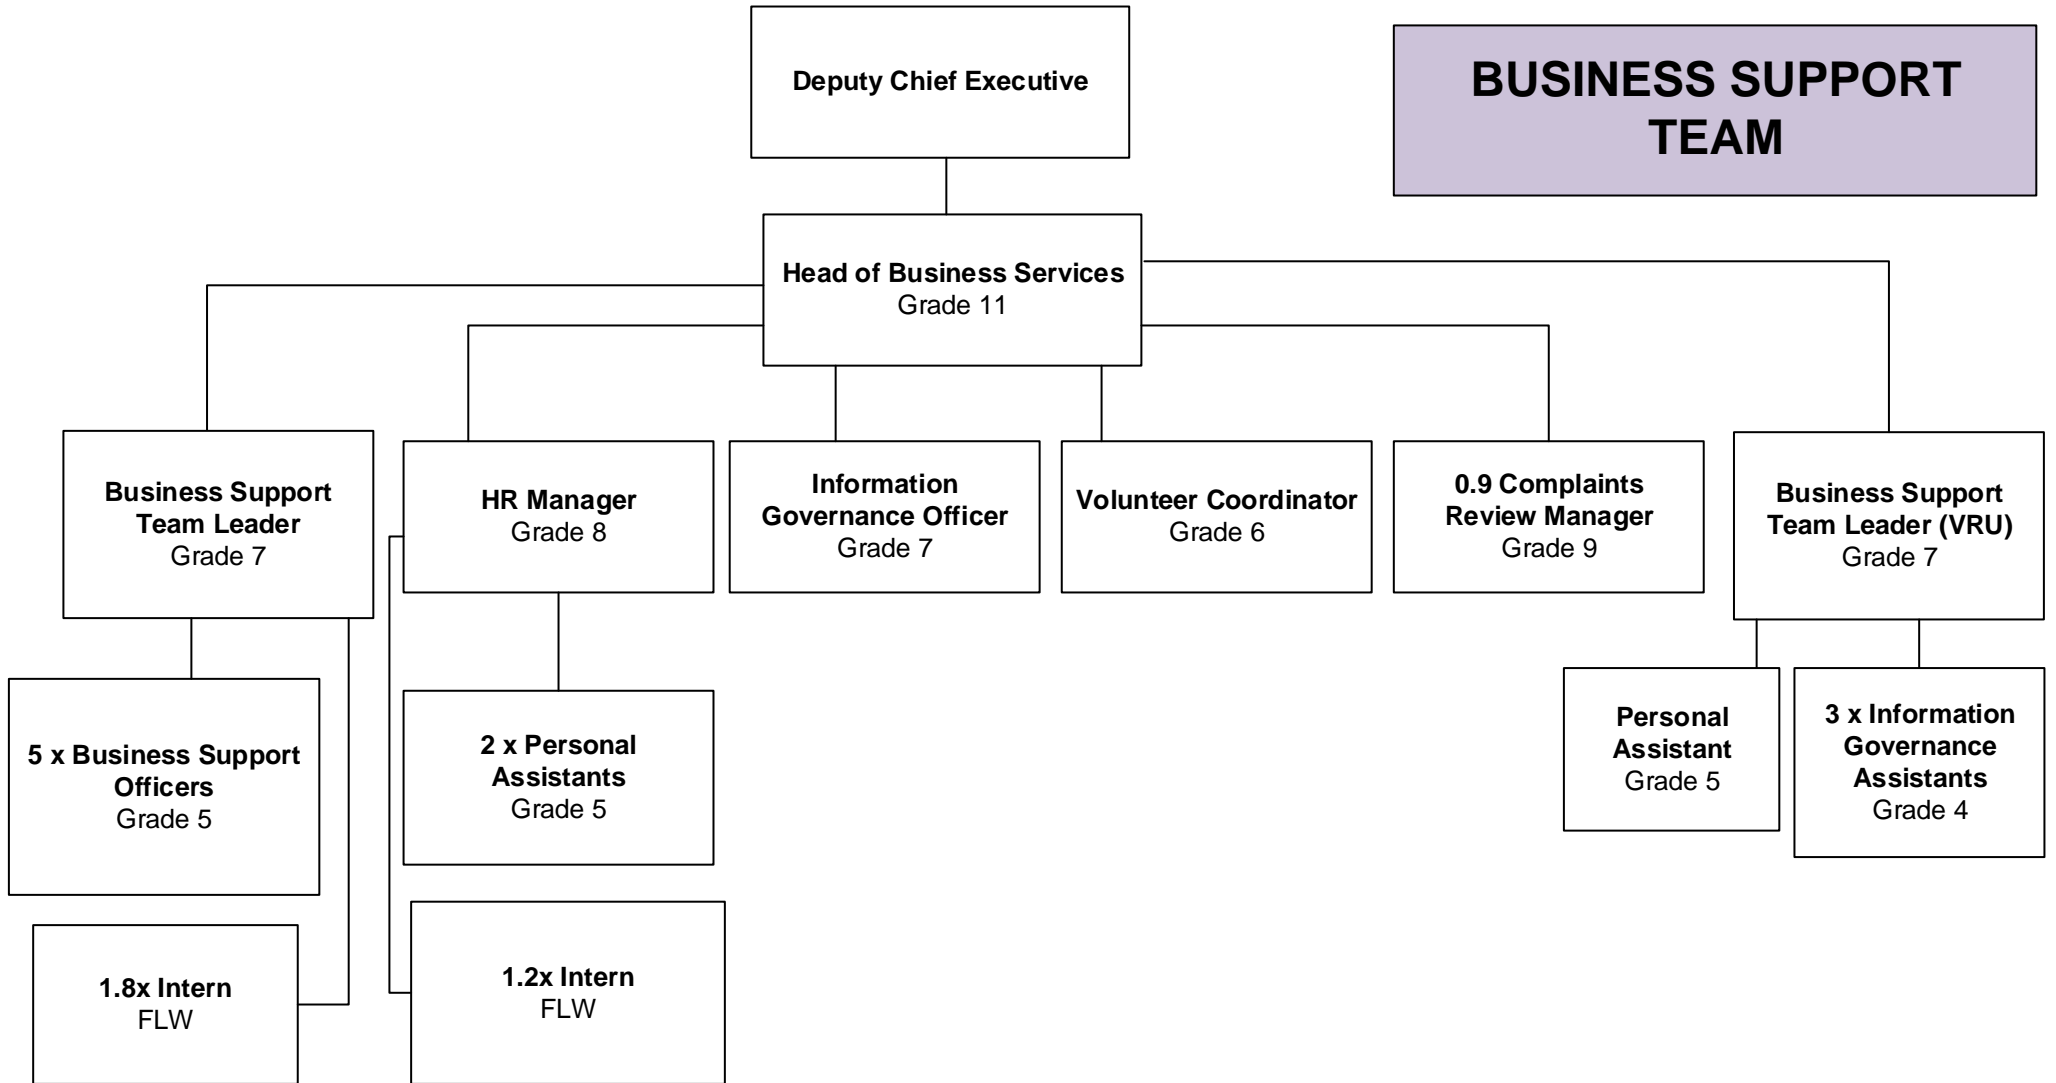 Deputy Chief Executive
BUSINESS SUPPORT
TEAM
Head of Business Services
Grade 11
Business Support
Team Leader
Grade 7
HR Manager
Grade 8
Information
Governance Officer
Grade 7
Volunteer Coordinator
Grade 6
0.9 Complaints
Review Manager
Grade 9
Business Support
Team Leader (VRU)
Grade 7
5 x Business Support
Officers
Grade 5
2 x Personal
Assistants
Grade 5
Personal
Assistant
Grade 5
3 x Information
Governance
Assistants
Grade 4
1.8x Intern
FLW
1.2x Intern
FLW